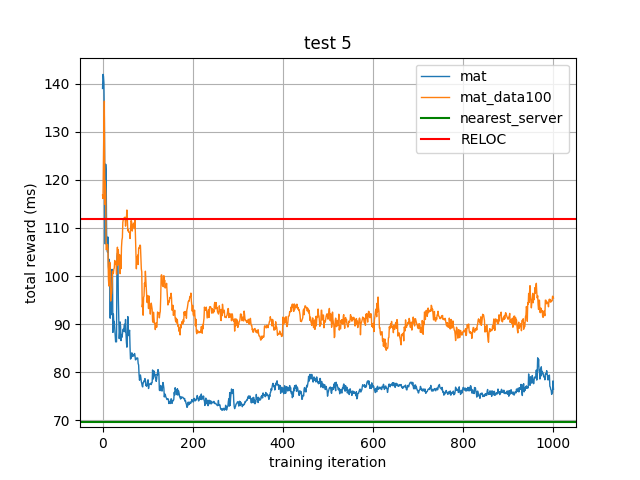 test 5
mat
mat_data100
nearest_server
RELOC
total reward (ms)
140
130
120
110
100
90
80
70
0
200
400
600
800
1000
training iteration